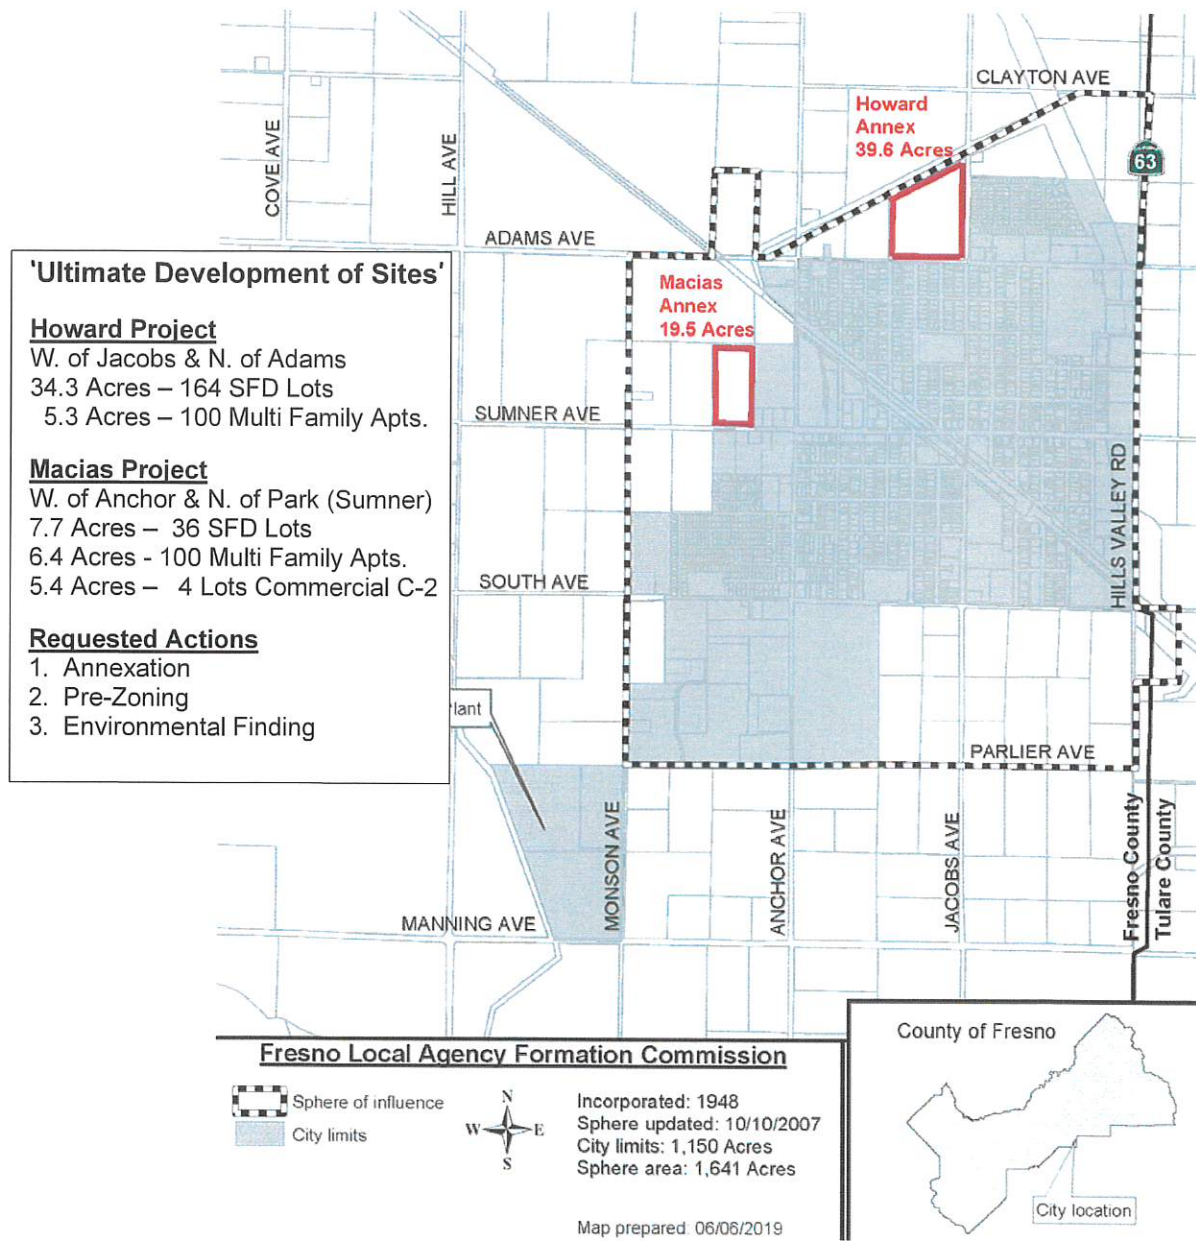 CLAYTON AVE
Howard
Annex
39.6 Acres
63
COVE AVE
HILL AVE
ADAMS AVE
'Ultimate Development of Sites'
Howard Project
W. of Jacobs & N. of Adams
34.3 Acres – 164 SFD Lots
5.3 Acres – 100 Multi Family Apts.
Macias Project
W. of Anchor & N. of Park (Sumner)
7.7 Acres – 36 SFD Lots
6.4 Acres - 100 Multi Family Apts.
5.4 Acres – 4 Lots Commercial C-2
Requested Actions
1. Annexation
2. Pre-Zoning
3. Environmental Finding
Macias
Annex
19.5 Acres
SUMNER AVE
HILLS VALLEY RD
SOUTH AVE
lant
PARLIER AVE
MONSON AVE
ANCHOR AVE
JACOBS AVE
Fresno County
Tulare County
MANNING AVE
Fresno Local Agency Formation Commission
Sphere of influence
City limits
N
W E
S
Incorporated: 1948
Sphere updated: 10/10/2007
City limits: 1,150 Acres
Sphere area: 1,641 Acres
Map prepared: 06/06/2019
County of Fresno
City location